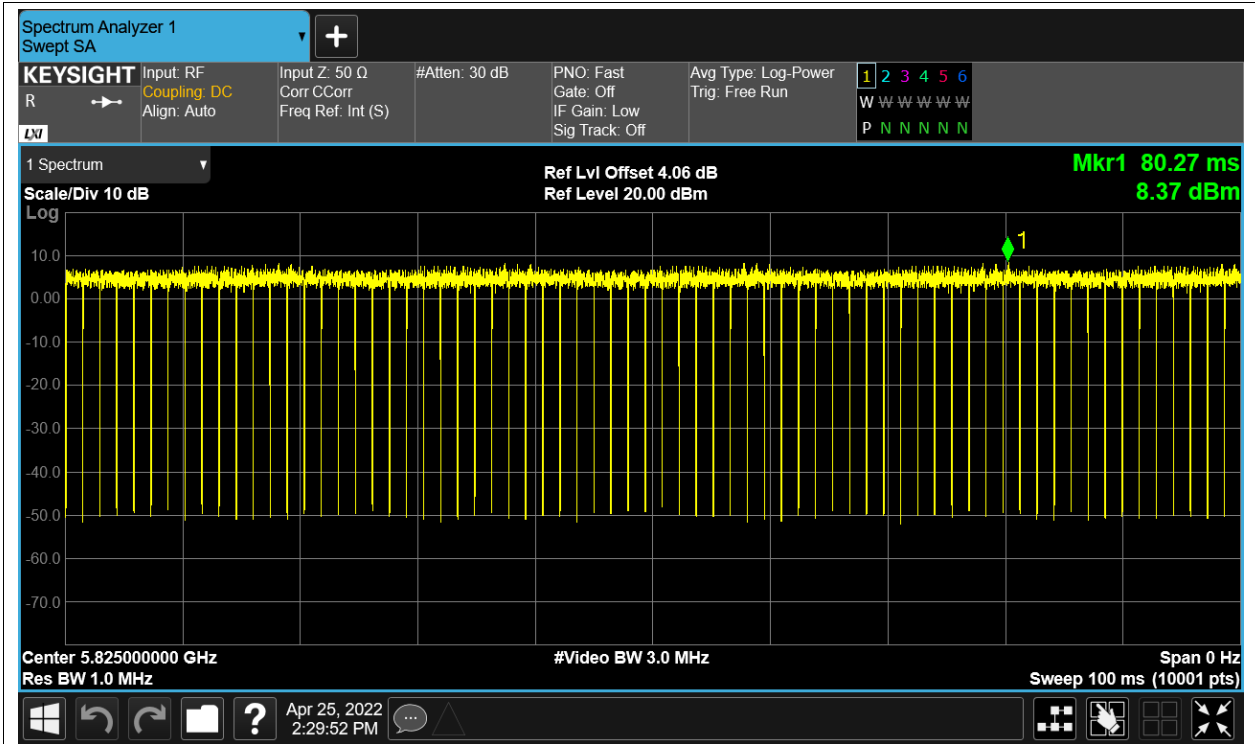 Spectrum Analyzer 1
Swept SA
KEYSIGHT
R
LXI
Input: RF
Coupling: DC
Align: Auto
Input Z: 50 Ω
Corr CCorr
Freq Ref: Int (S)
#Atten: 30 dB
PNO: Fast
Gate: Off
IF Gain: Low
Sig Track: Off
Avg Type: Log-Power
Trig: Free Run
1 2 3 4 5 6
W W W W W W
P N N N N N
1 Spectrum
Scale/Div 10 dB
Ref Lvl Offset 4.06 dB
Ref Level 20.00 dBm
Mkr1 80.27 ms
8.37 dBm
Log
1
10.0
0.00
-10.0
-20.0
-30.0
-40.0
-50.0
-60.0
-70.0
Center 5.825000000 GHz
Res BW 1.0 MHz
#Video BW 3.0 MHz
Span 0 Hz
Sweep 100 ms (10001 pts)
?
Apr 25, 2022
2:29:52 PM